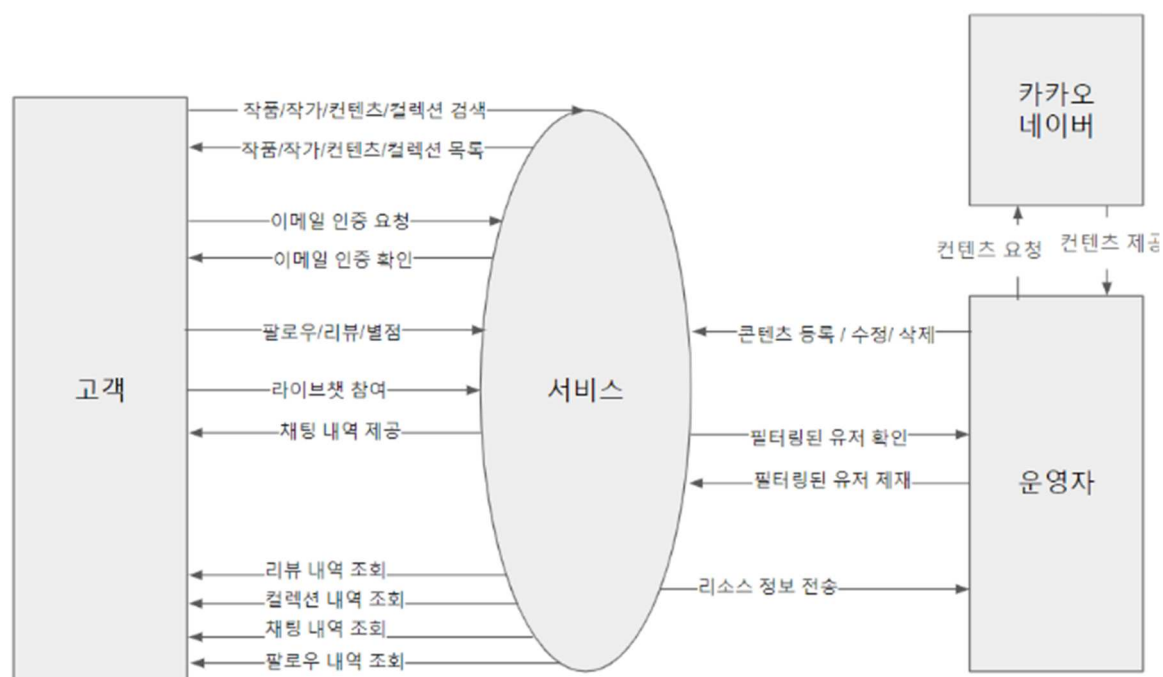 카카오
네이버
작품/작가/컨텐츠/컬렉션 검색
작품/작가/컨텐츠/컬렉션 목록
이메일 인증 요청
이메일 인증 확인
컨텐츠 요청
컨텐츠 제공
팔로우/리뷰/별점
콘텐츠 등록 / 수정/ 삭제
고객
라이브챗 참여
서비스
채팅 내역 제공
필터링된 유저 확인
필터링된 유저 제재
운영자
리뷰 내역 조회
리소스 정보 전송
컬렉션 내역 조회
채팅 내역 조회
팔로우 내역 조회